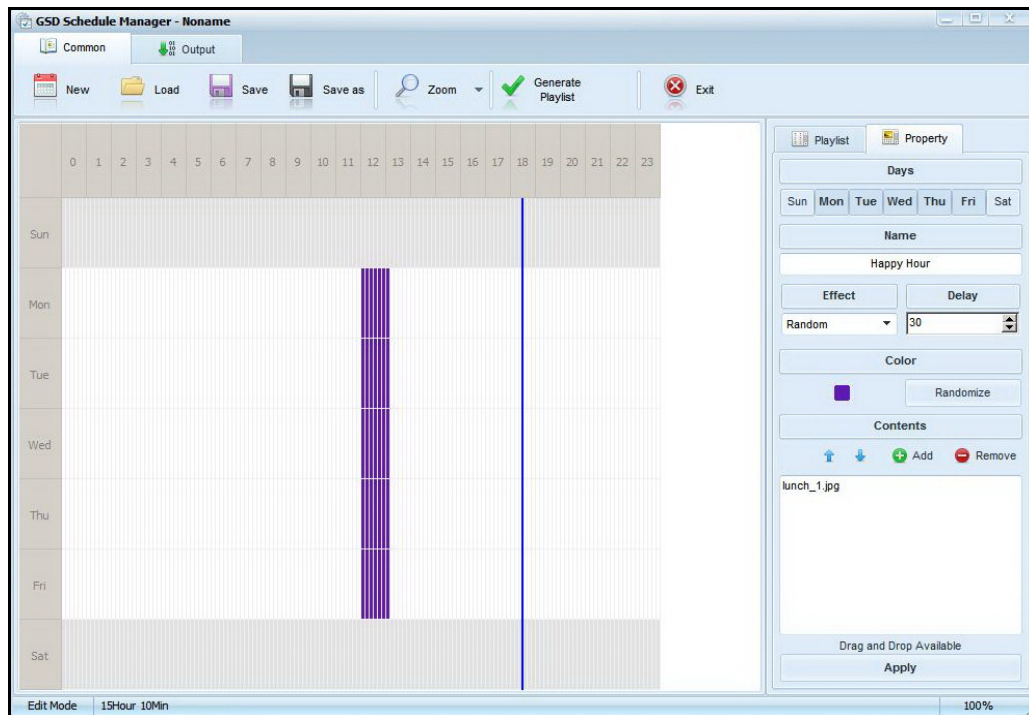 GSD Schedule Manager - Noname
Common Output
New Load Save Save as Zoom Generate Playlist Exit
0 1 2 3 4 5 6 7 8 9 10 11 12 13 14 15 16 17 18 19 20 21 22 23
Sun
Mon
Tue
Wed
Thu
Fri
Sat
Playlist Property
Days
Sun Mon Tue Wed Thu Fri Sat
Name
Happy Hour
Effect Delay
Random 30
Color
Randomize
Contents
Add Remove
lunch_1.jpg
Drag and Drop Available
Apply
Edit Mode 15Hour 10Min 100%